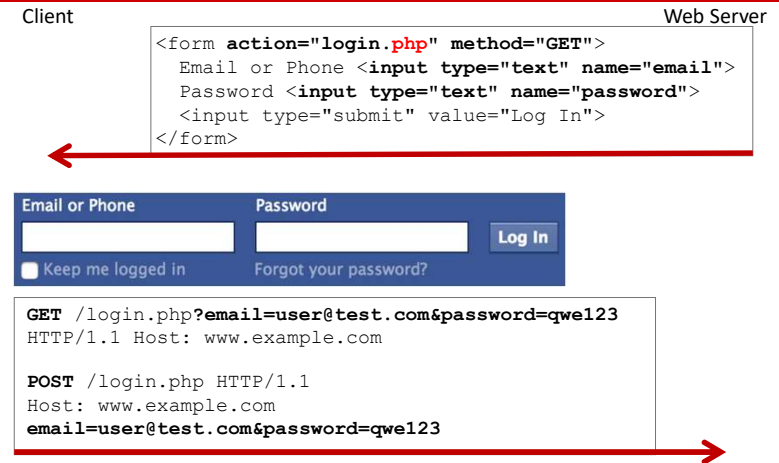 Client
Web Server
<form action="login.php" method="GET">
Email or Phone <input type="text" name="email">
Password <input type="text" name="password">
<input type="submit" value="Log In">
</form>
Email or Phone
Password
Log In
Keep me logged in
Forgot your password?
GET /login.php?email=user@test.com&password=qwe123
HTTP/1.1 Host: www.example.com
POST /login.php HTTP/1.1
Host: www.example.com
email=user@test.com&password=qwe123